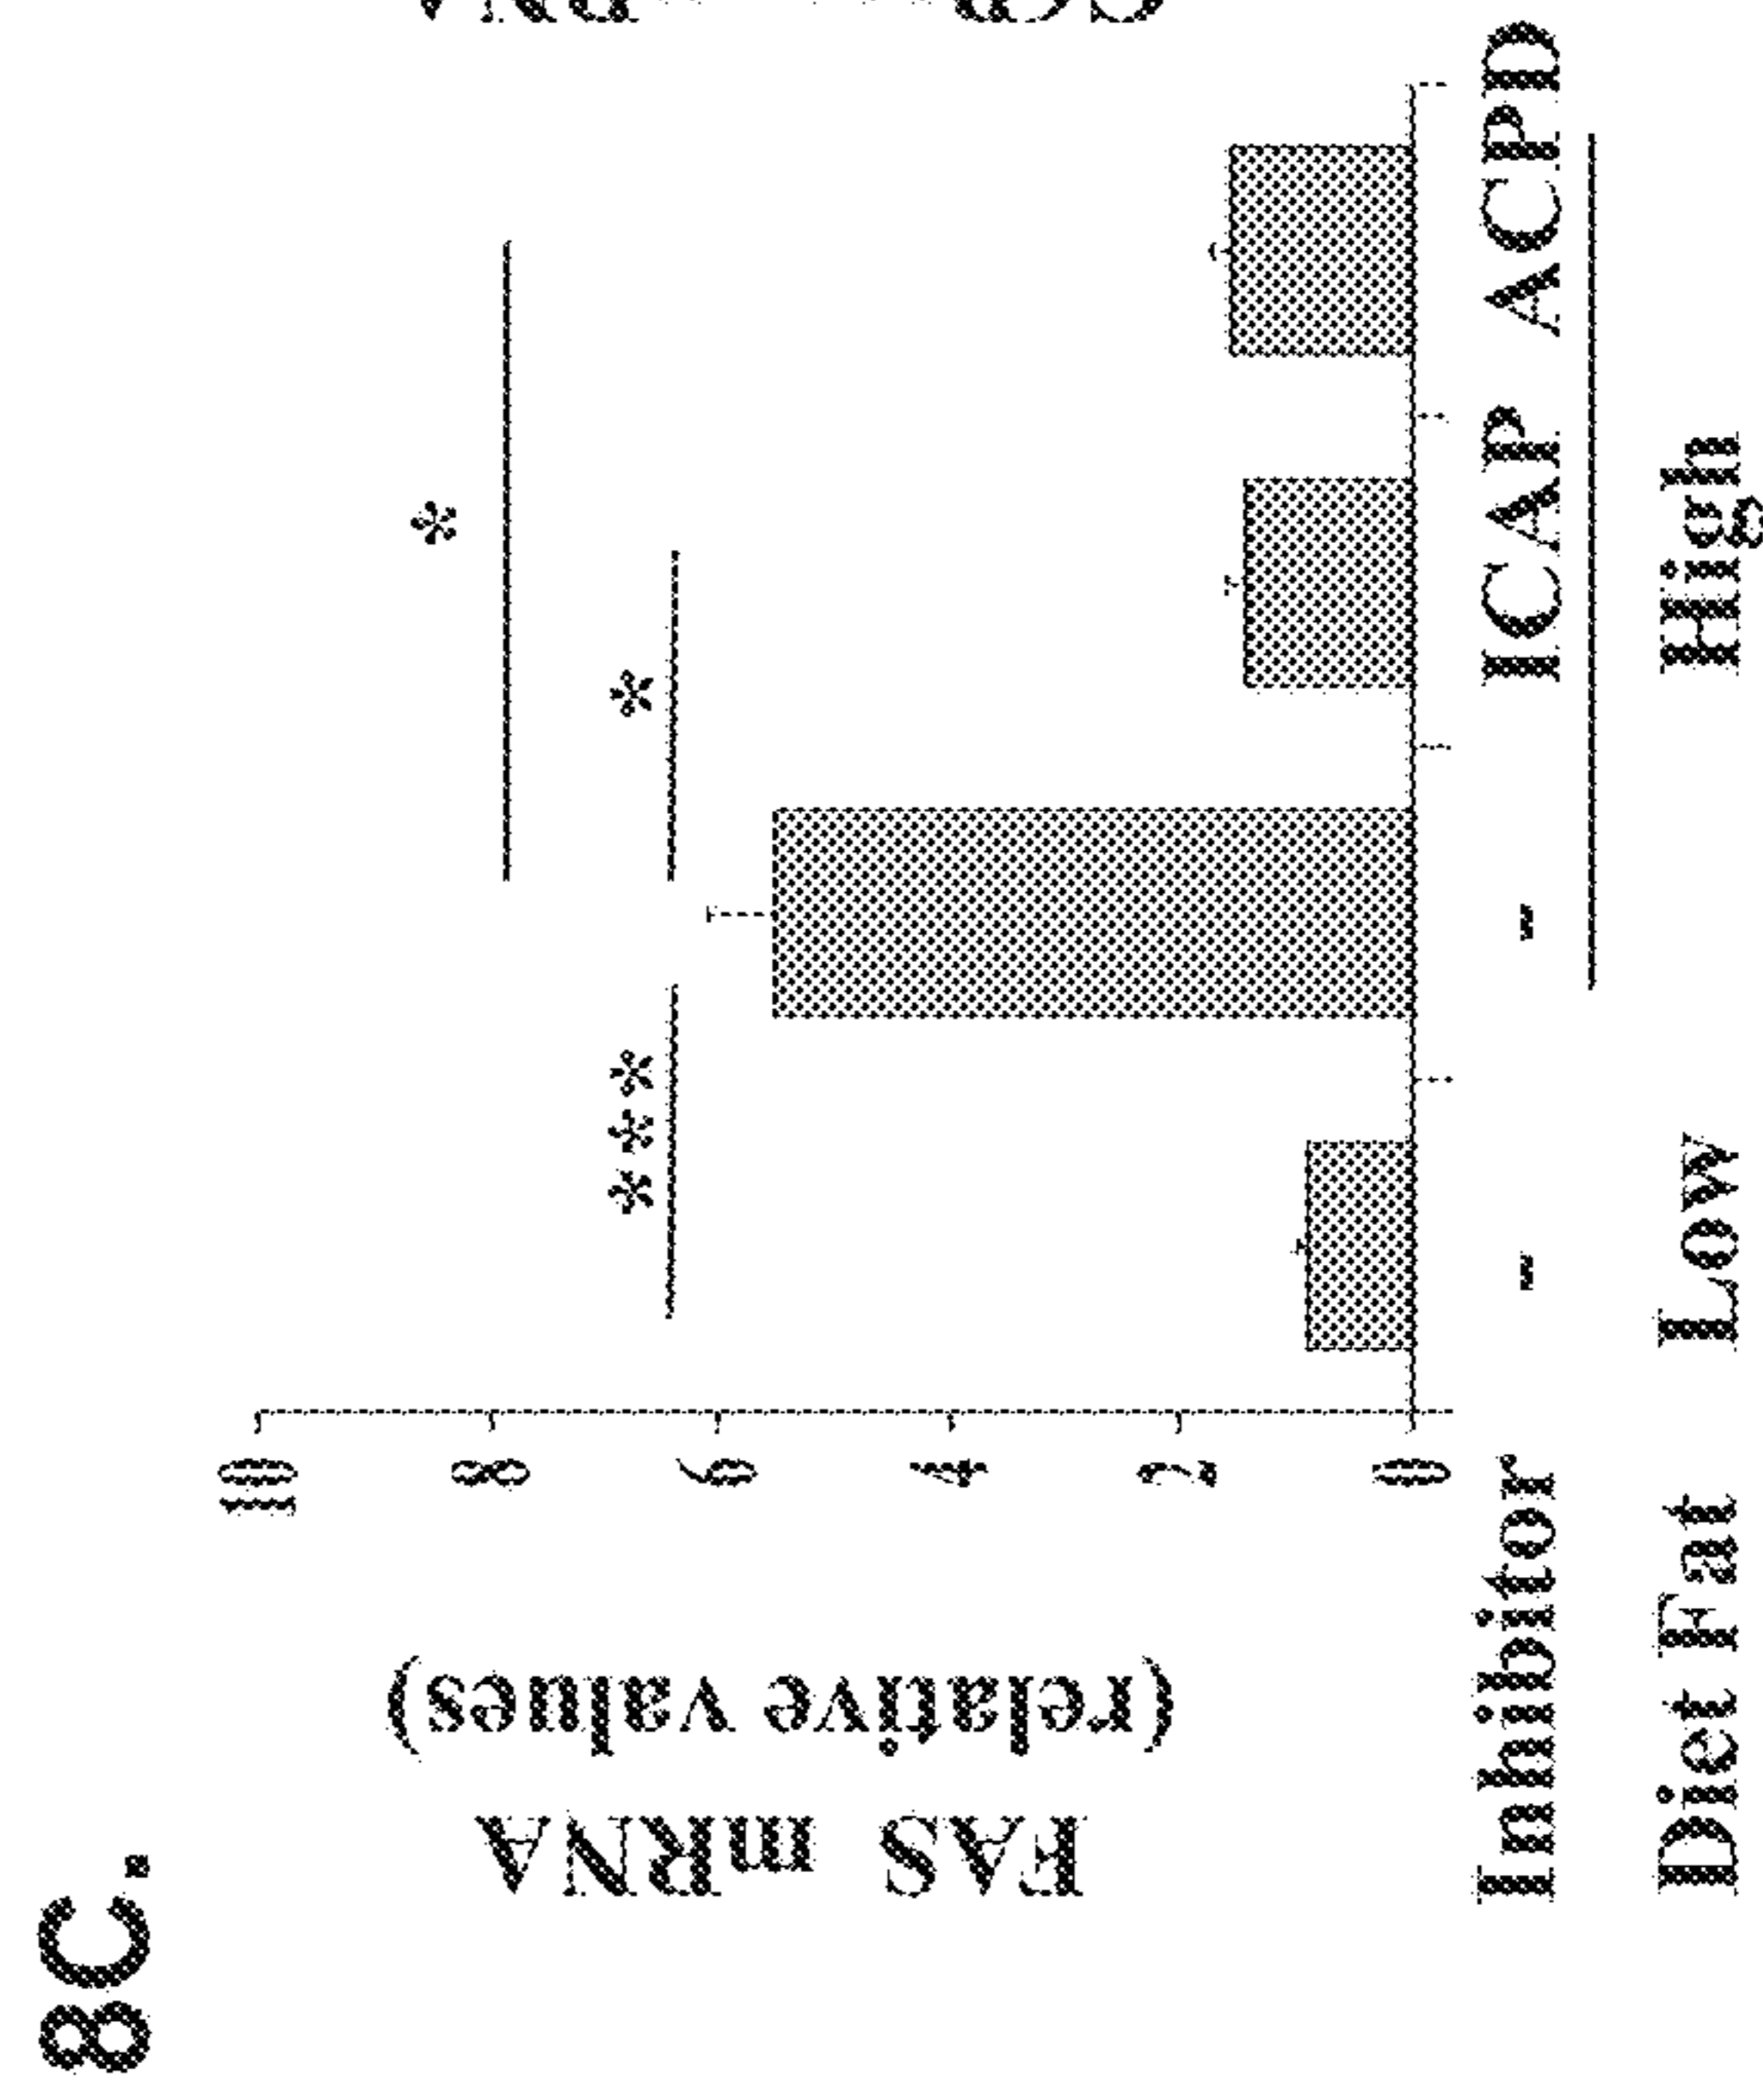 8C.
FAS mRNA
(relative values)
10
8
6
4
2
0
*
*** *
Inhibitor - - ICAP ACPD
Diet Fat Low High